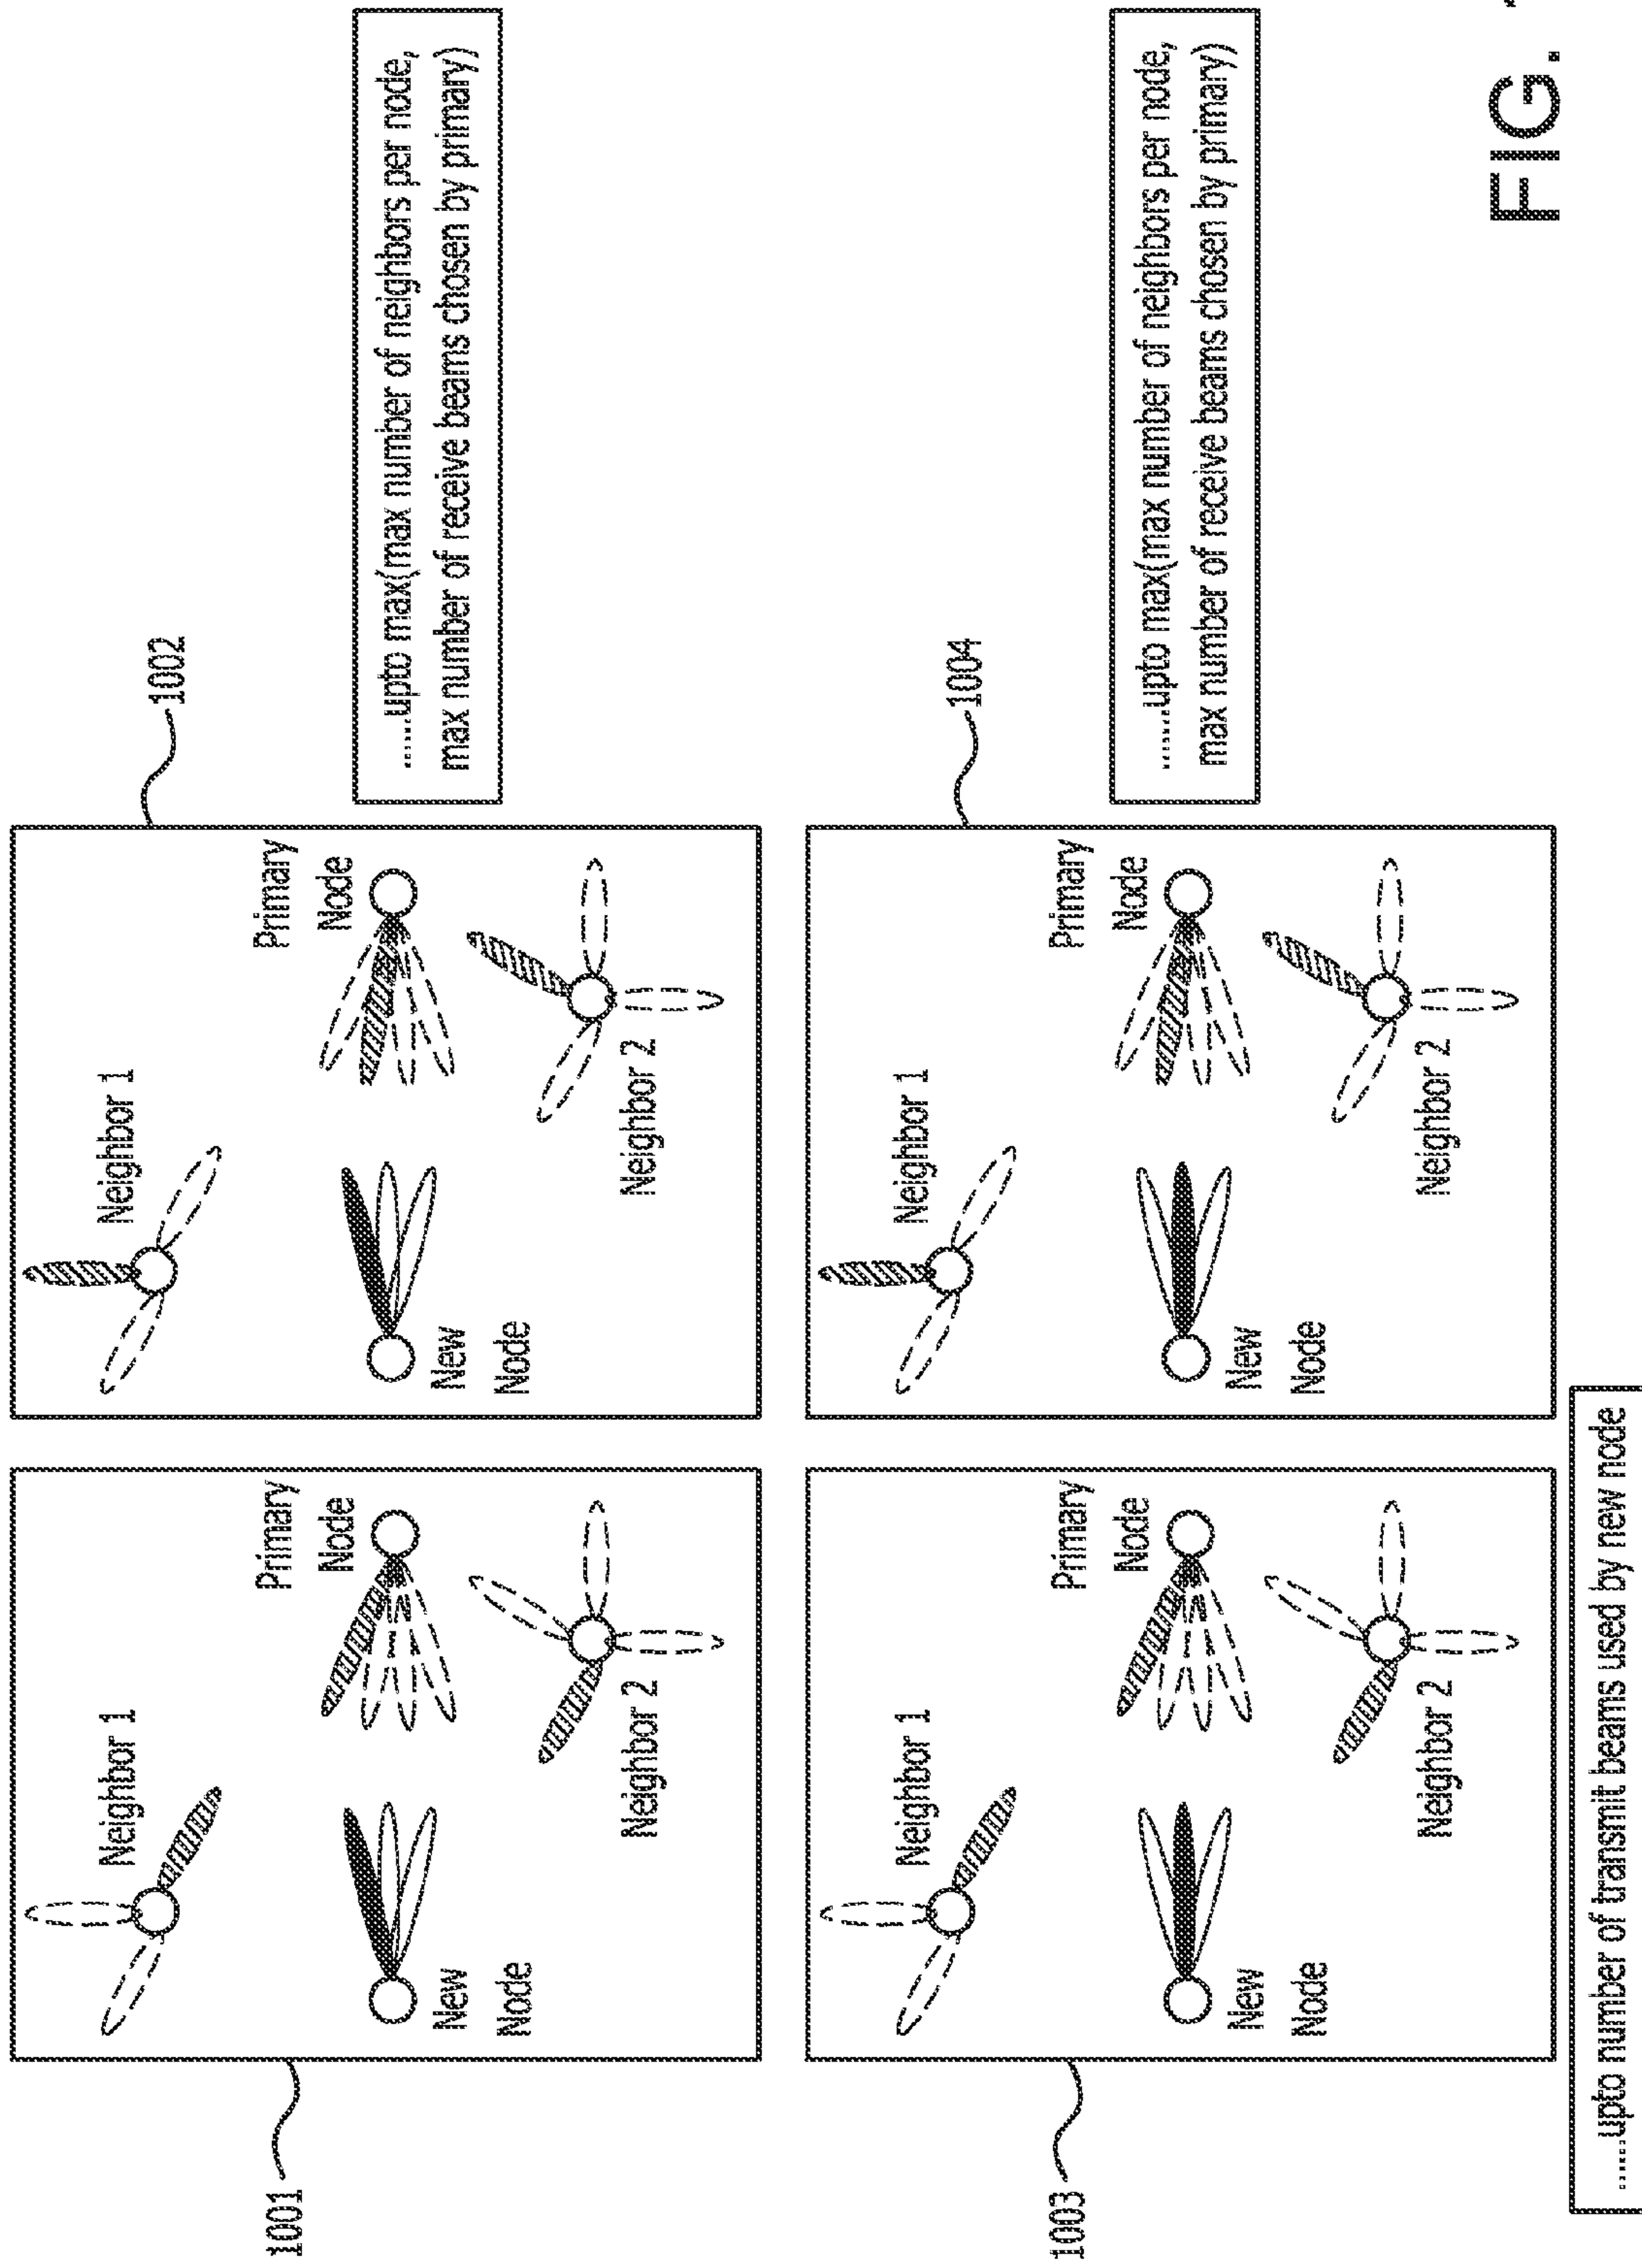 1001
Neighbor 1
Primary
Node
New
Node
Neighbor 2
1002
Neighbor 1
Primary
Node
New
Node
Neighbor 2
......upto max(max number of neighbors per node,
max number of receive beams chosen by primary)
1003
Neighbor 1
Primary
Node
New
Node
Neighbor 2
1004
Neighbor 1
Primary
Node
New
Node
Neighbor 2
......upto max(max number of neighbors per node,
max number of receive beams chosen by primary)
......upto number of transmit beams used by new node
FIG.